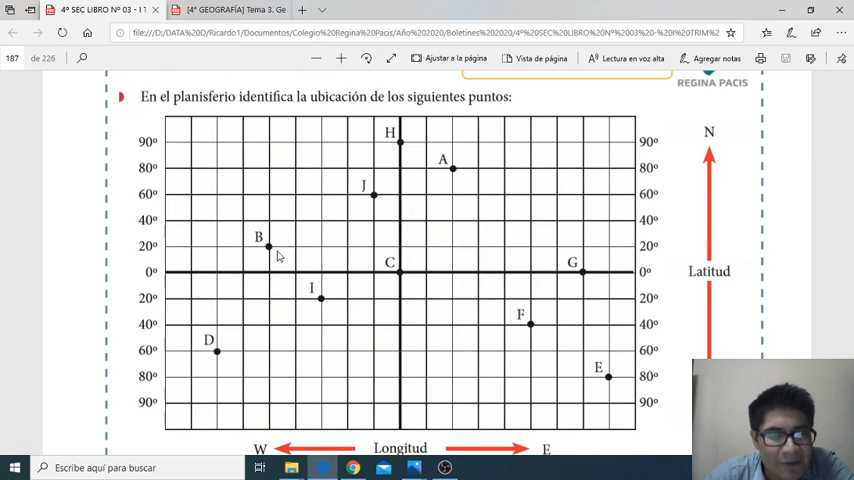 4º SEC LIBRO Nº 03 - I T
[4º GEOGRAFÍA] Tema 3. Ge
file:///D:/DATA%20D/Ricardo1/Documentos/Colegio%20Regina%20Pacis/Año%202020/Boletines%202020/4º%20SEC%20LIBRO%20Nº%2003%20-%20I%20TRIM%2
187 de 226
Ajustar a la página
Vista de página
Lectura en voz alta
Agregar notas
REGINA PACIS
En el planisferio identifica la ubicación de los siguientes puntos:
N
H
90º 90º
A
80º 80º
J
60º 60º
40º 40º
B
20º 20º
C G
0º 0º
Latitud
I
20º 20º
F
40º 40º
D
60º 60º
E
80º 80º
90º 90º
W Longitud E
Escribe aquí para buscar